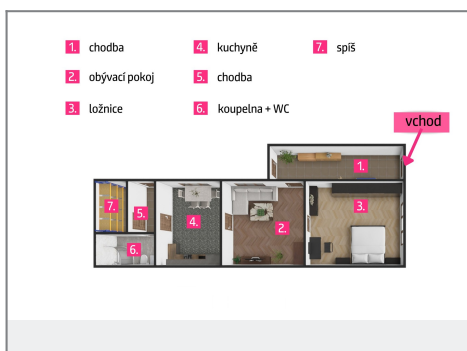 1. chodba
4. kuchyně
7. spíš
2. obývací pokoj
5. chodba
3. ložnice
6. koupelna + WC
vchod
1.
7.
5.
4.
2.
3.
6.